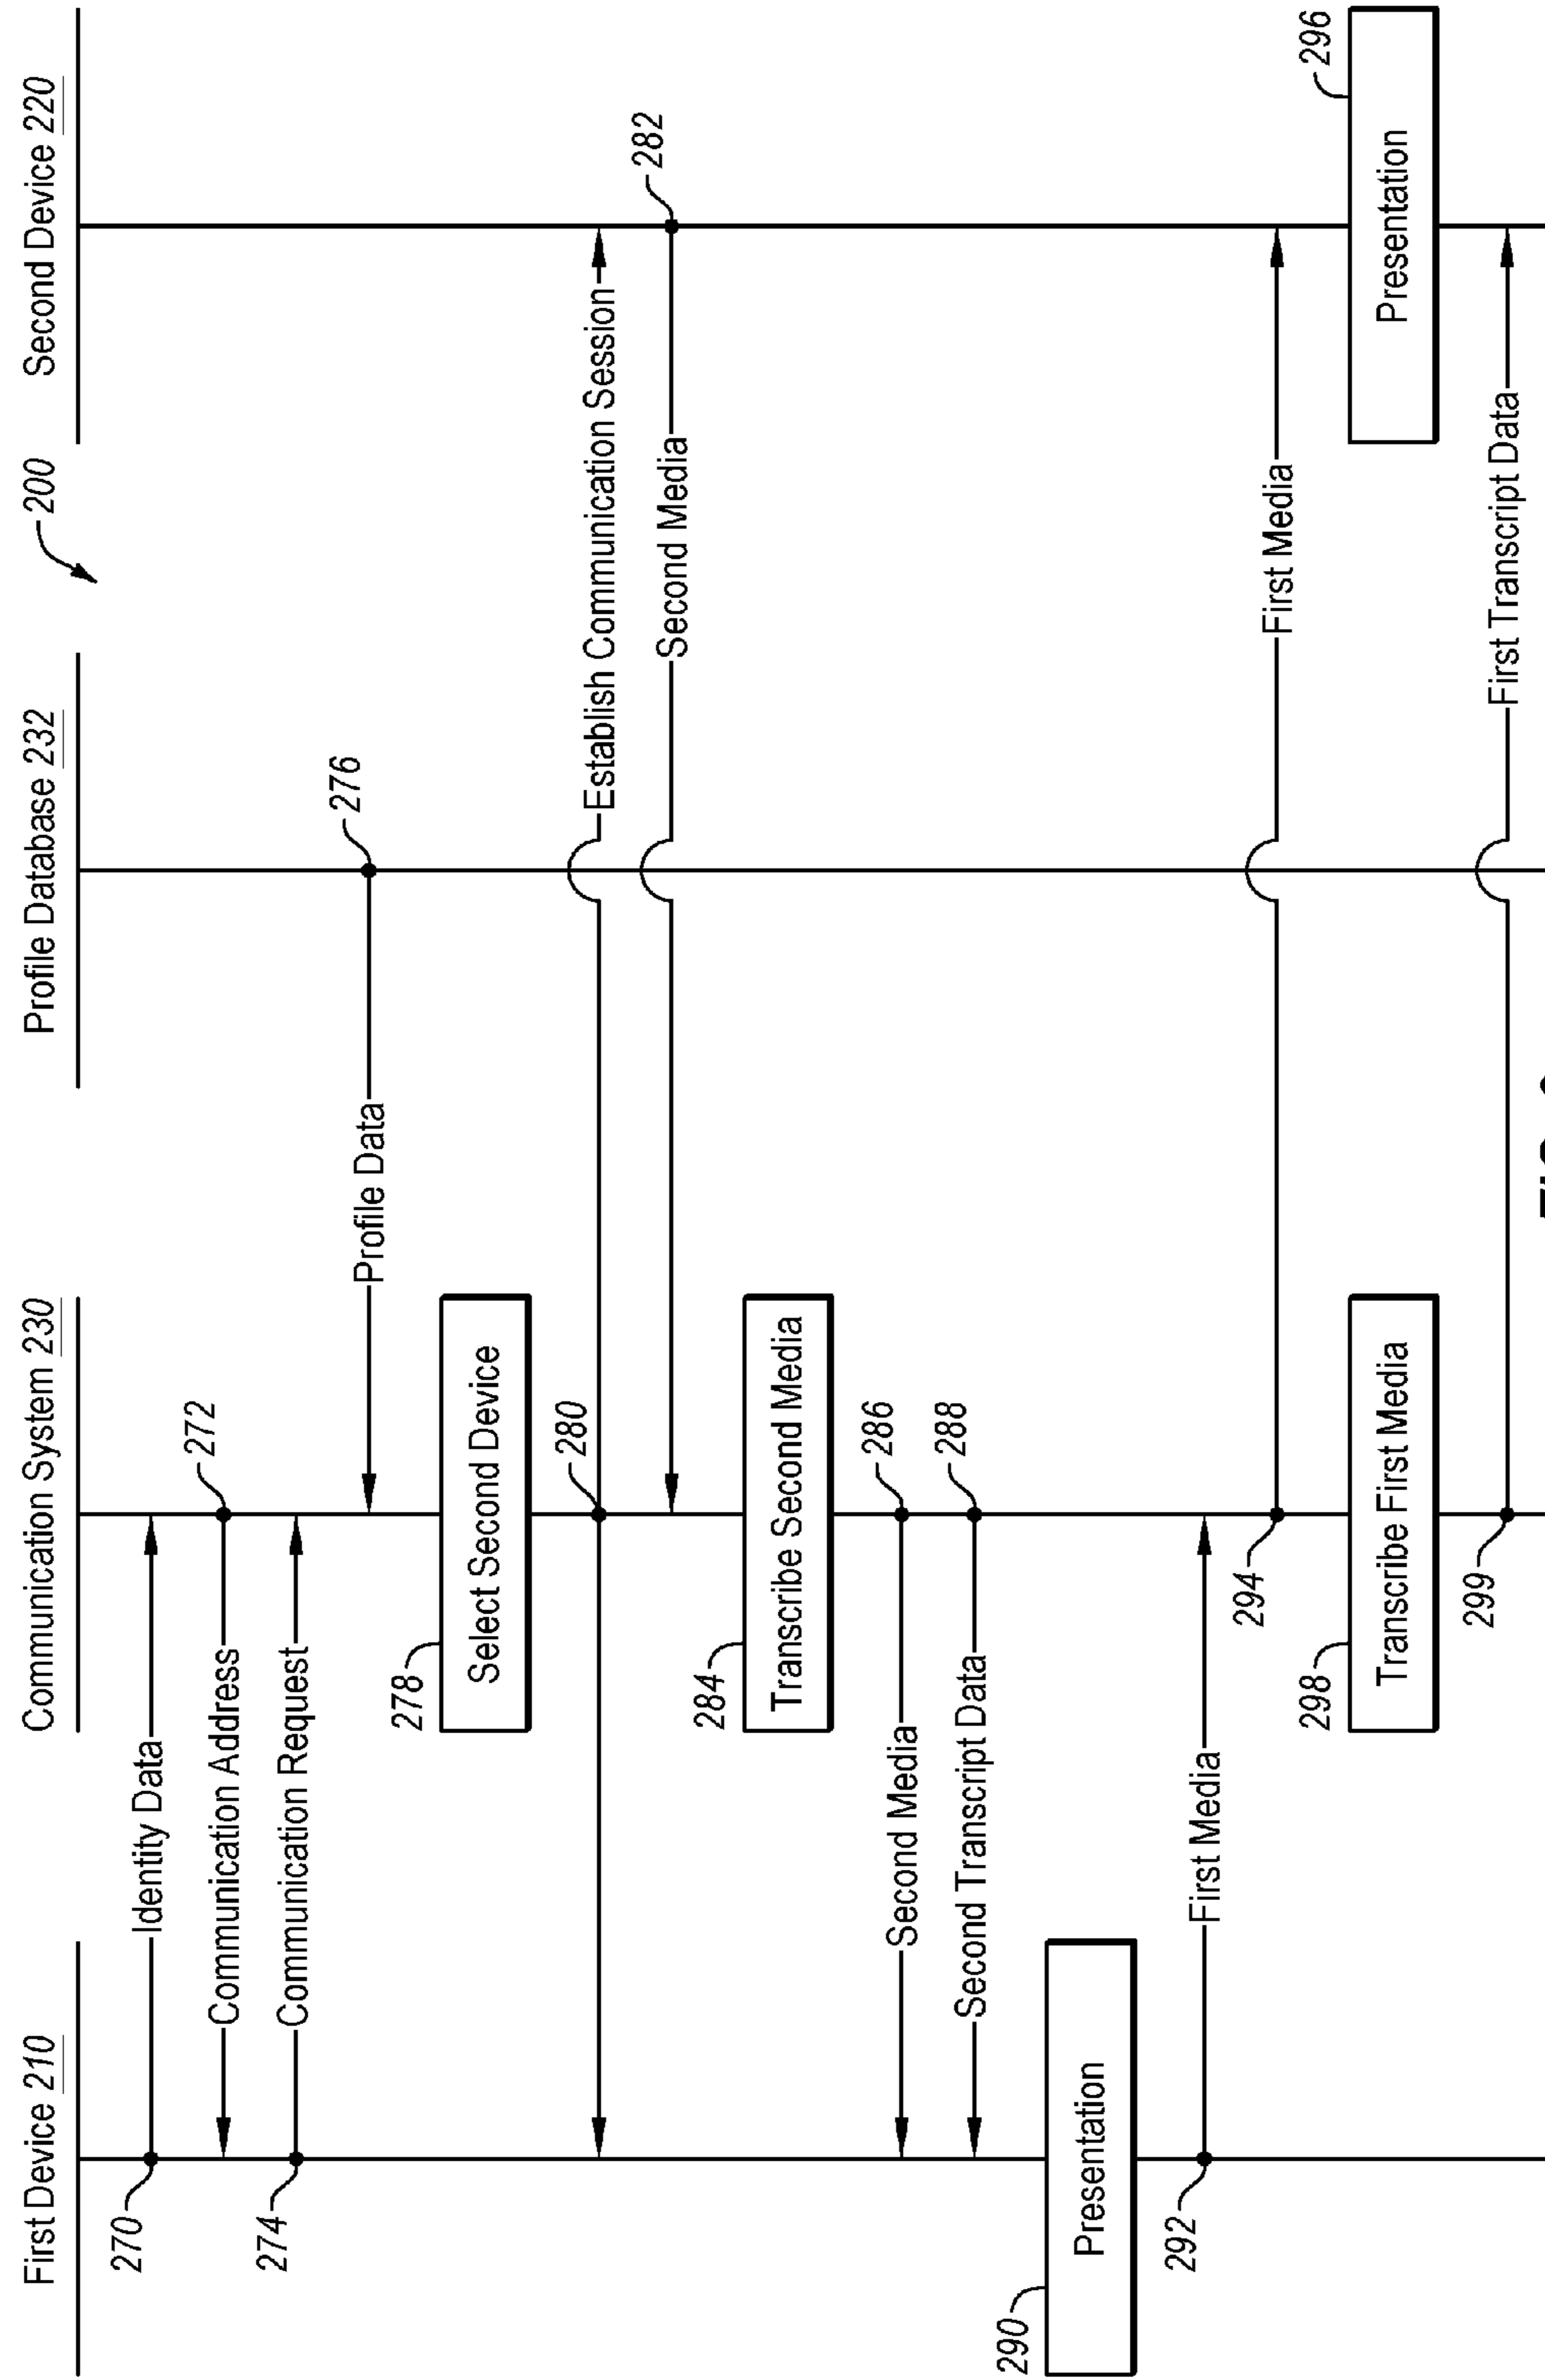 200
First Device 210
Communication System 230
Profile Database 232
Second Device 220
270
Identity Data
272
Communication Address
274
Communication Request
276
Profile Data
278
Select Second Device
280
Establish Communication Session
282
Second Media
284
Transcribe Second Media
286
Second Media
288
Second Transcript Data
290
Presentation
292
First Media
294
First Media
296
Presentation
298
Transcribe First Media
299
First Transcript Data